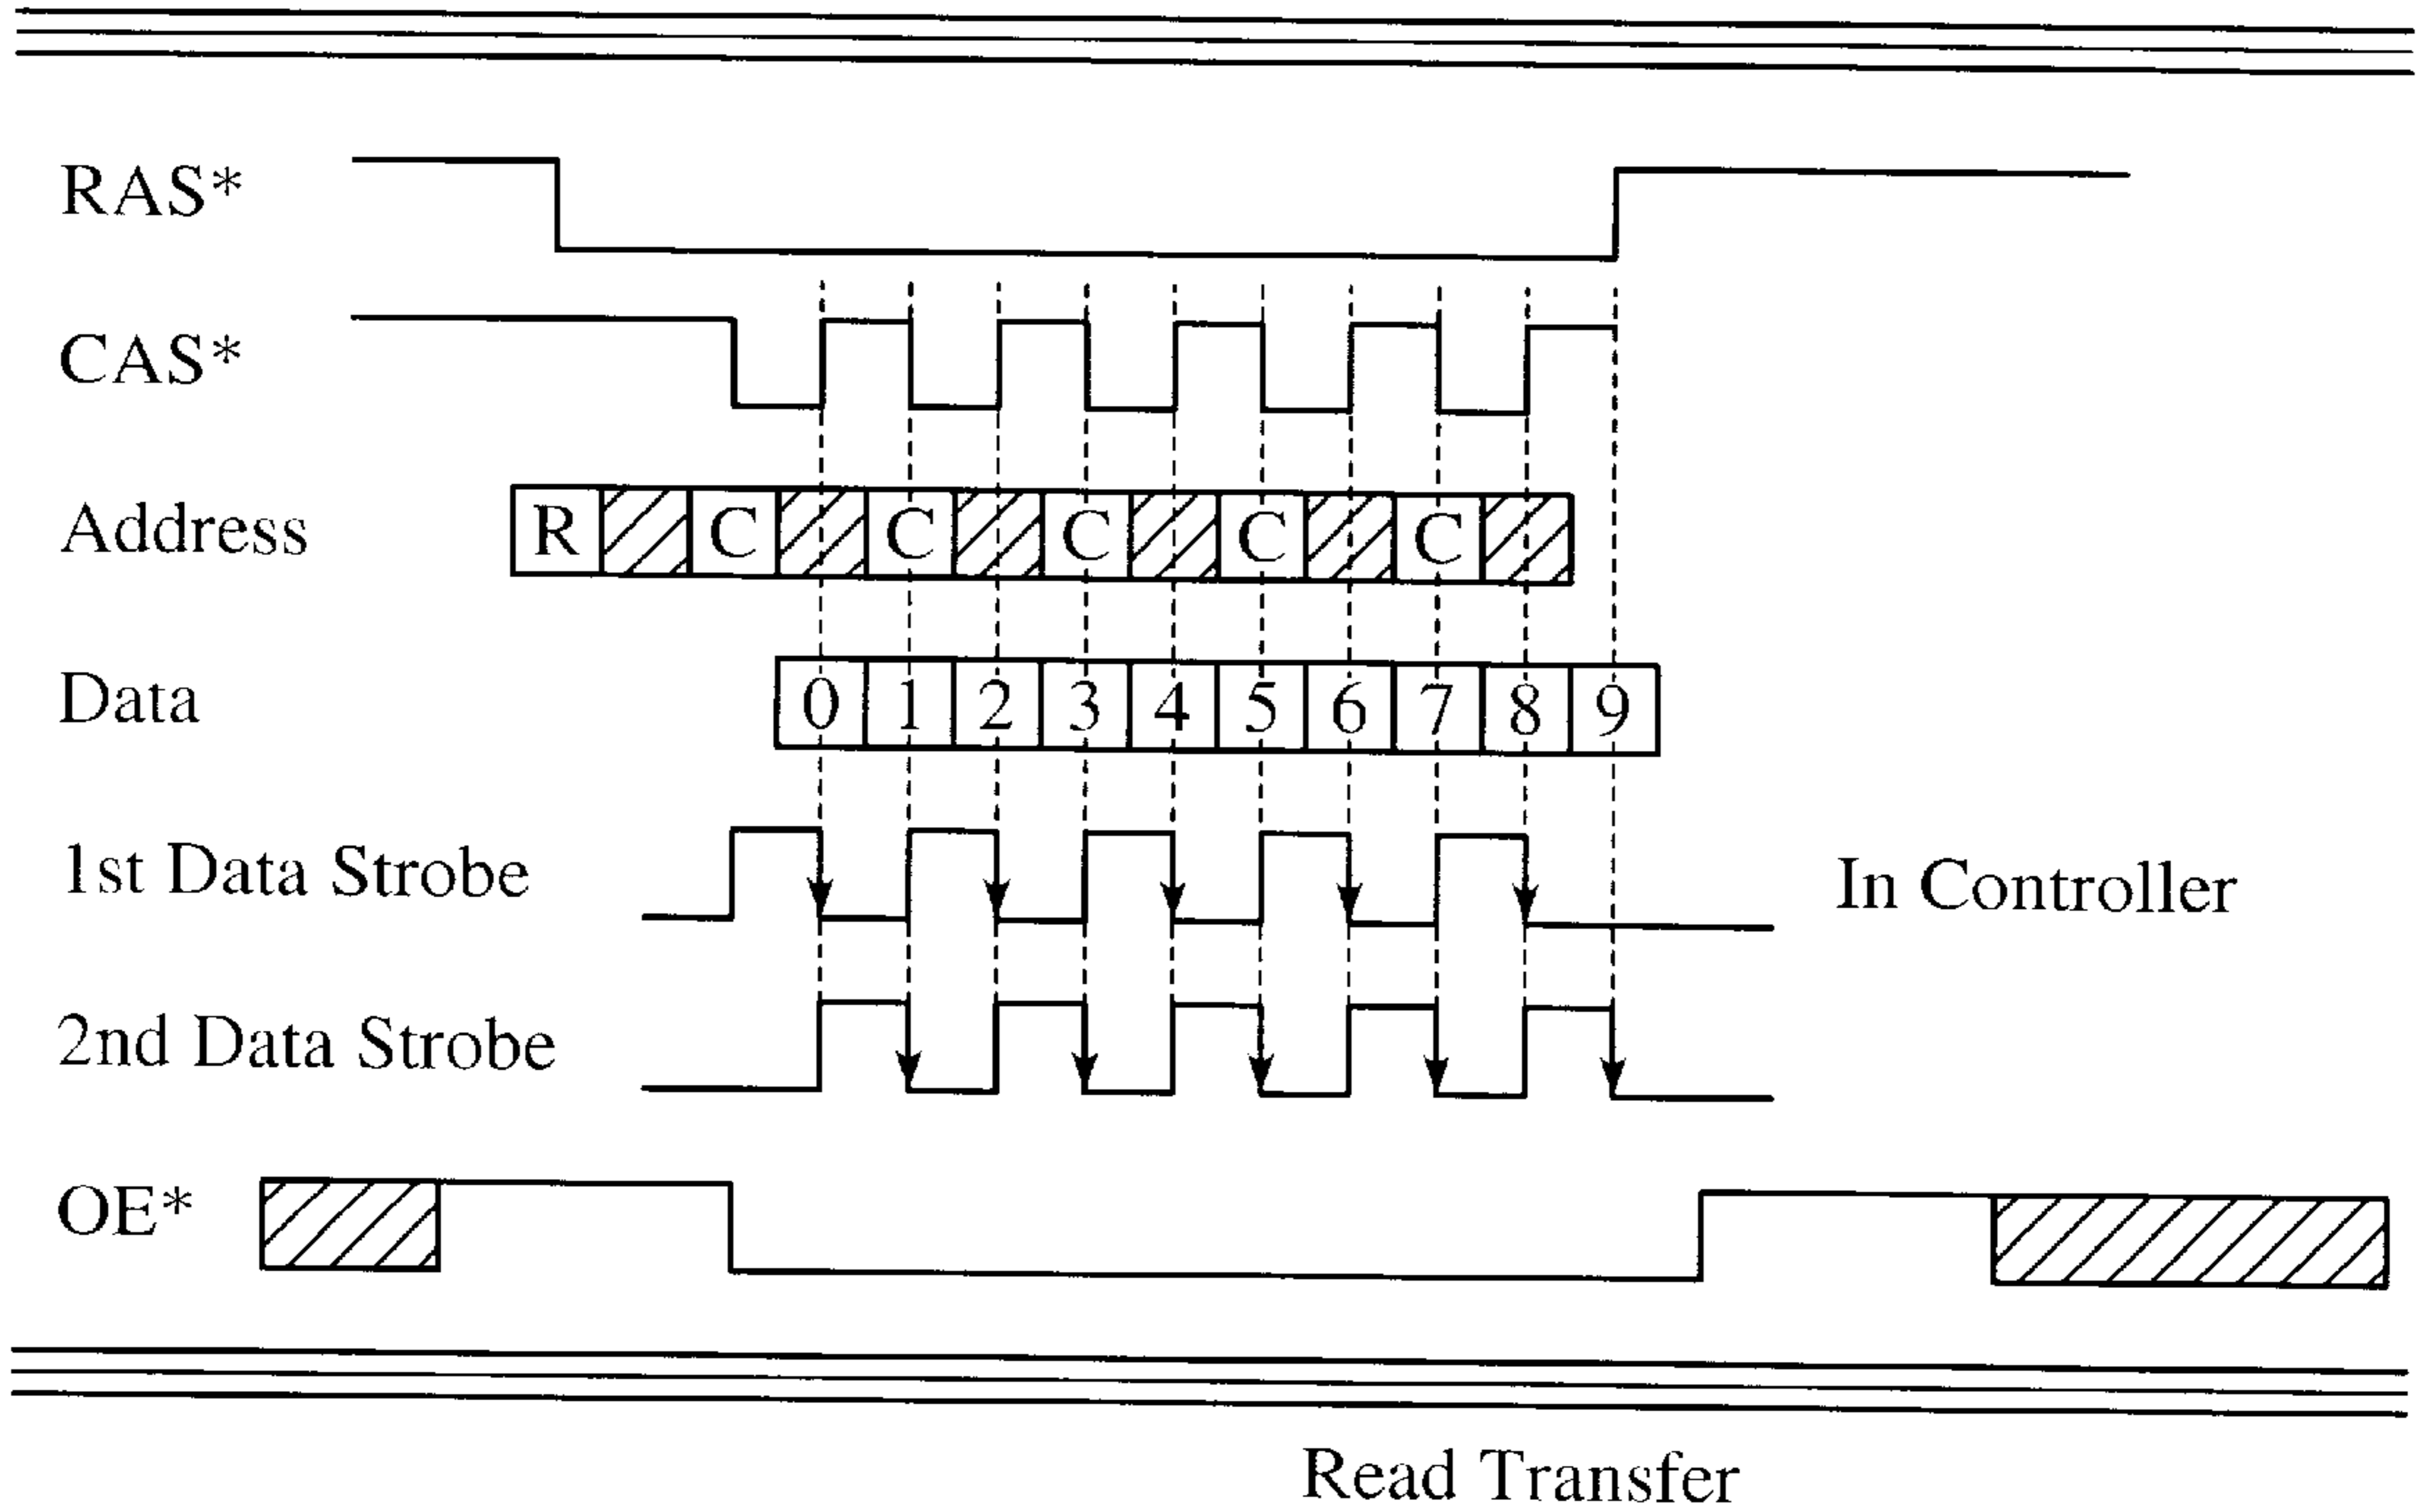 RAS*
CAS*
Address R C C C C C
Data 0 1 2 3 4 5 6 7 8 9
1st Data Strobe In Controller
2nd Data Strobe
OE*
Read Transfer